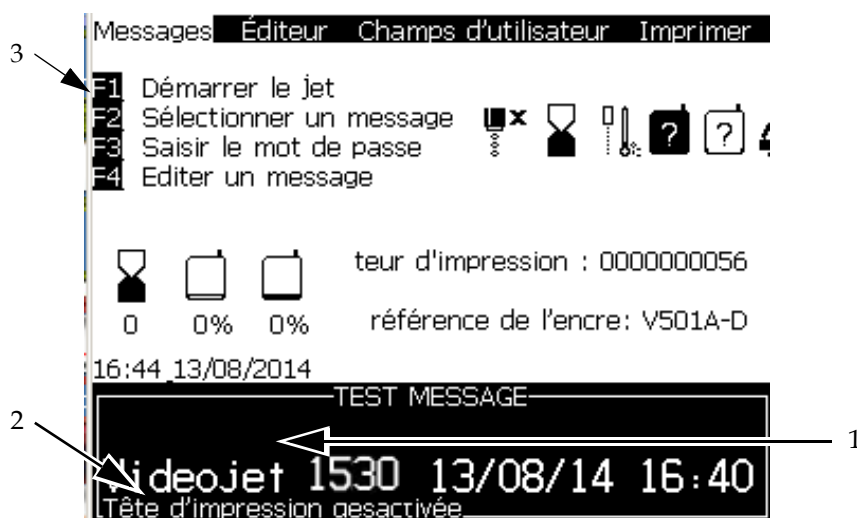 Messages Éditeur Champs d'utilisateur Imprimer
3
F1 Démarrer le jet
F2 Sélectionner un message
F3 Saisir le mot de passe
F4 Editer un message
? ?
teur d'impression : 0000000056
0 0% 0% référence de l'encre: V501A-D
16:44 13/08/2014
TEST MESSAGE
2
1
Videojet 1530 13/08/14 16:40
Tête d'impression gesactivée